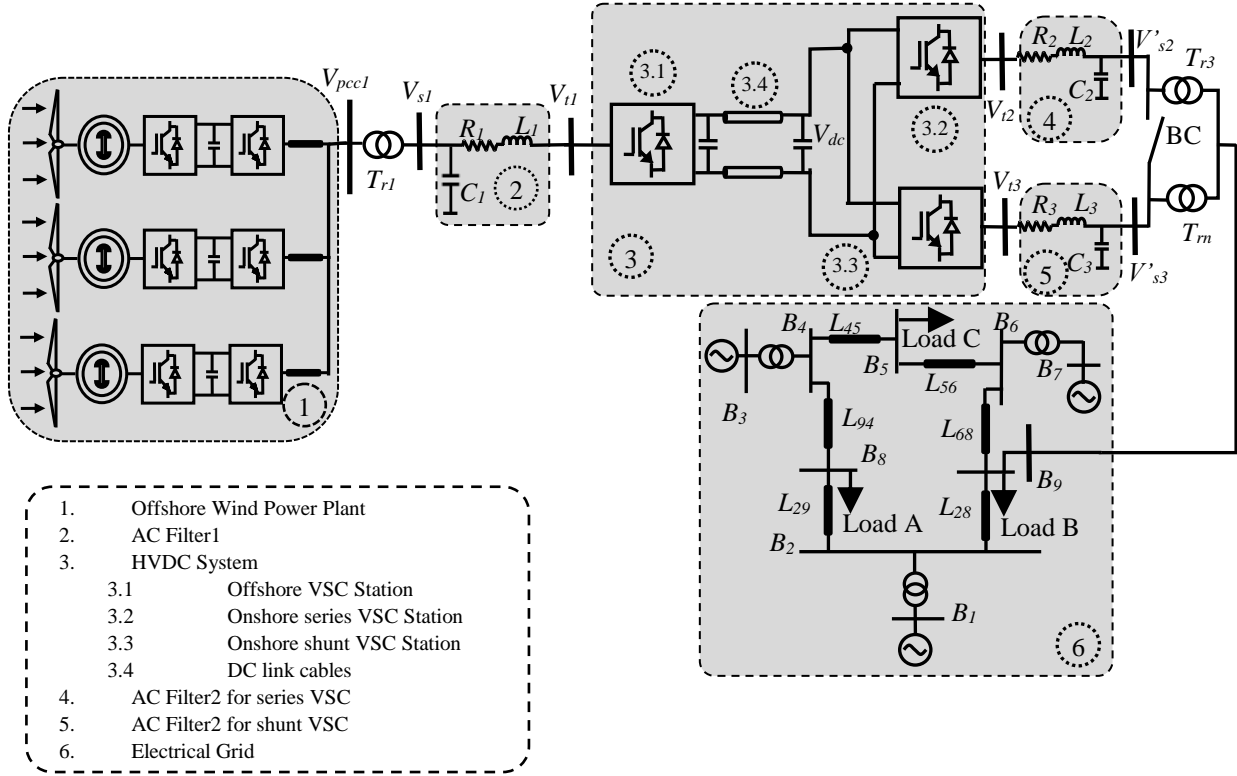 V_pcc1
T_r1
1
V_s1
R_1
L_1
C_1
2
V_t1
3.1
3.4
V_dc
3.2
3.3
3
V_t2
R_2
L_2
C_2
4
V'_s2
T_r3
BC
V_t3
R_3
L_3
C_3
5
V'_s3
T_rn
B_4
L_45
Load C
B_6
B_5
L_56
B_7
B_3
L_94
L_68
B_8
B_9
L_29
Load A
L_28
Load B
B_2
B_1
6
1. Offshore Wind Power Plant
2. AC Filter1
3. HVDC System
3.1 Offshore VSC Station
3.2 Onshore series VSC Station
3.3 Onshore shunt VSC Station
3.4 DC link cables
4. AC Filter2 for series VSC
5. AC Filter2 for shunt VSC
6. Electrical Grid